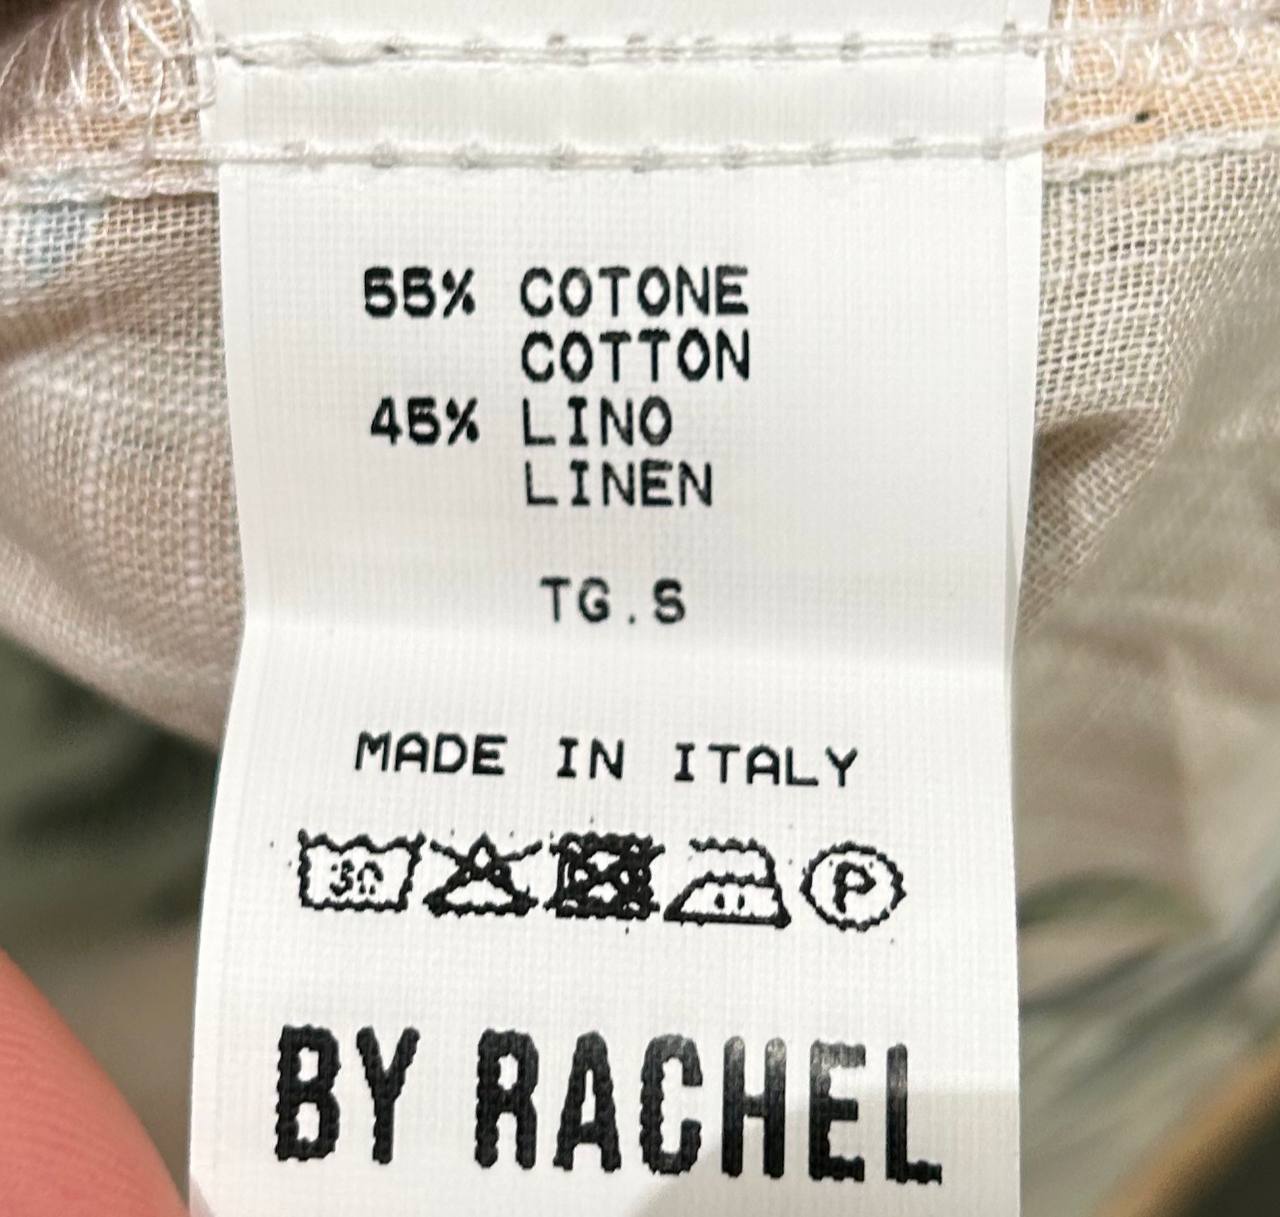 55% COTONE
COTTON
45% LINO
LINEN
TG.S
MADE IN ITALY
30 P
BY RACHEL